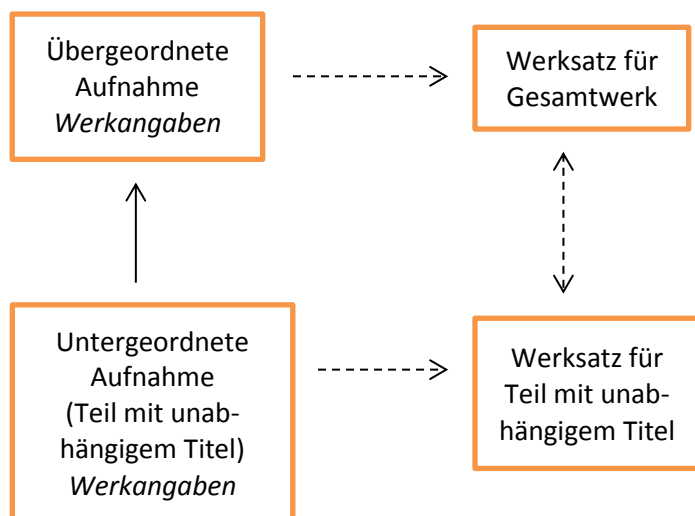 Übergeordnete
Aufnahme
Werkangaben
Werksatz für
Gesamtwerk
Untergeordnete
Aufnahme
(Teil mit unab-
hängigem Titel)
Werkangaben
Werksatz für
Teil mit unab-
hängigem Titel